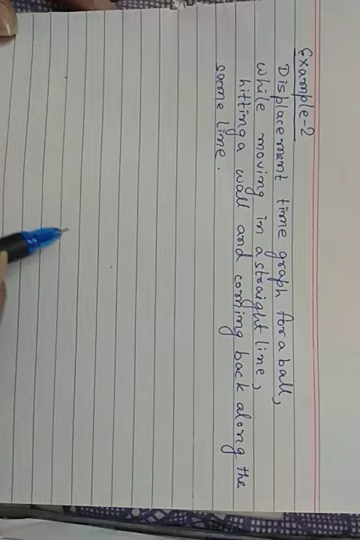 Example-2
Displacement time graph for a ball,
while moving in a straight line,
hitting a wall and coming back along the
same line.